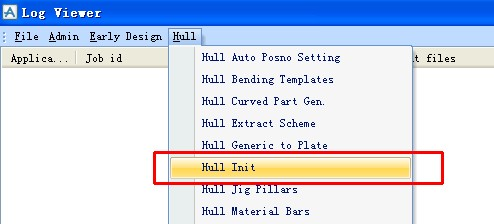 Log Viewer
File Admin Early Design Hull
Applica... Job id t files
Hull Auto Posno Setting
Hull Bending Templates
Hull Curved Part Gen.
Hull Extract Scheme
Hull Generic to Plate
Hull Init
Hull Jig Pillars
Hull Material Bars